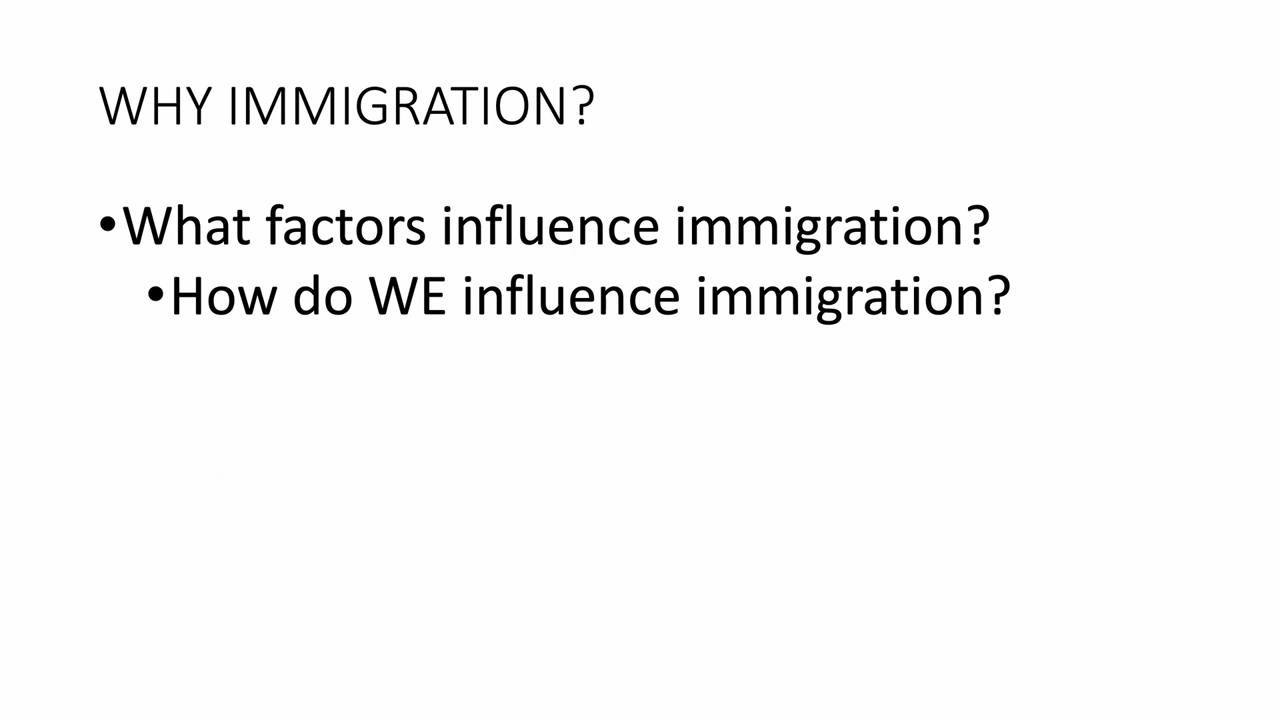 WHY IMMIGRATION?
•What factors influence immigration?
•How do WE influence immigration?